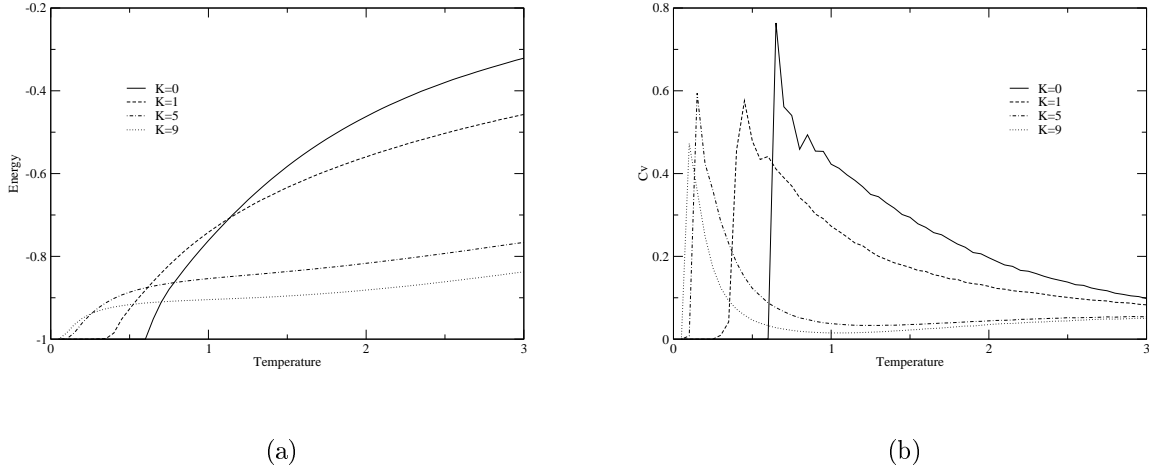 -0.2
-0.4
-0.6
-0.8
-1
0
1
2
3
Energy
Temperature
K=0
K=1
K=5
K=9
(a)
0.8
0.6
0.4
0.2
0
0
1
2
3
Cv
Temperature
K=0
K=1
K=5
K=9
(b)